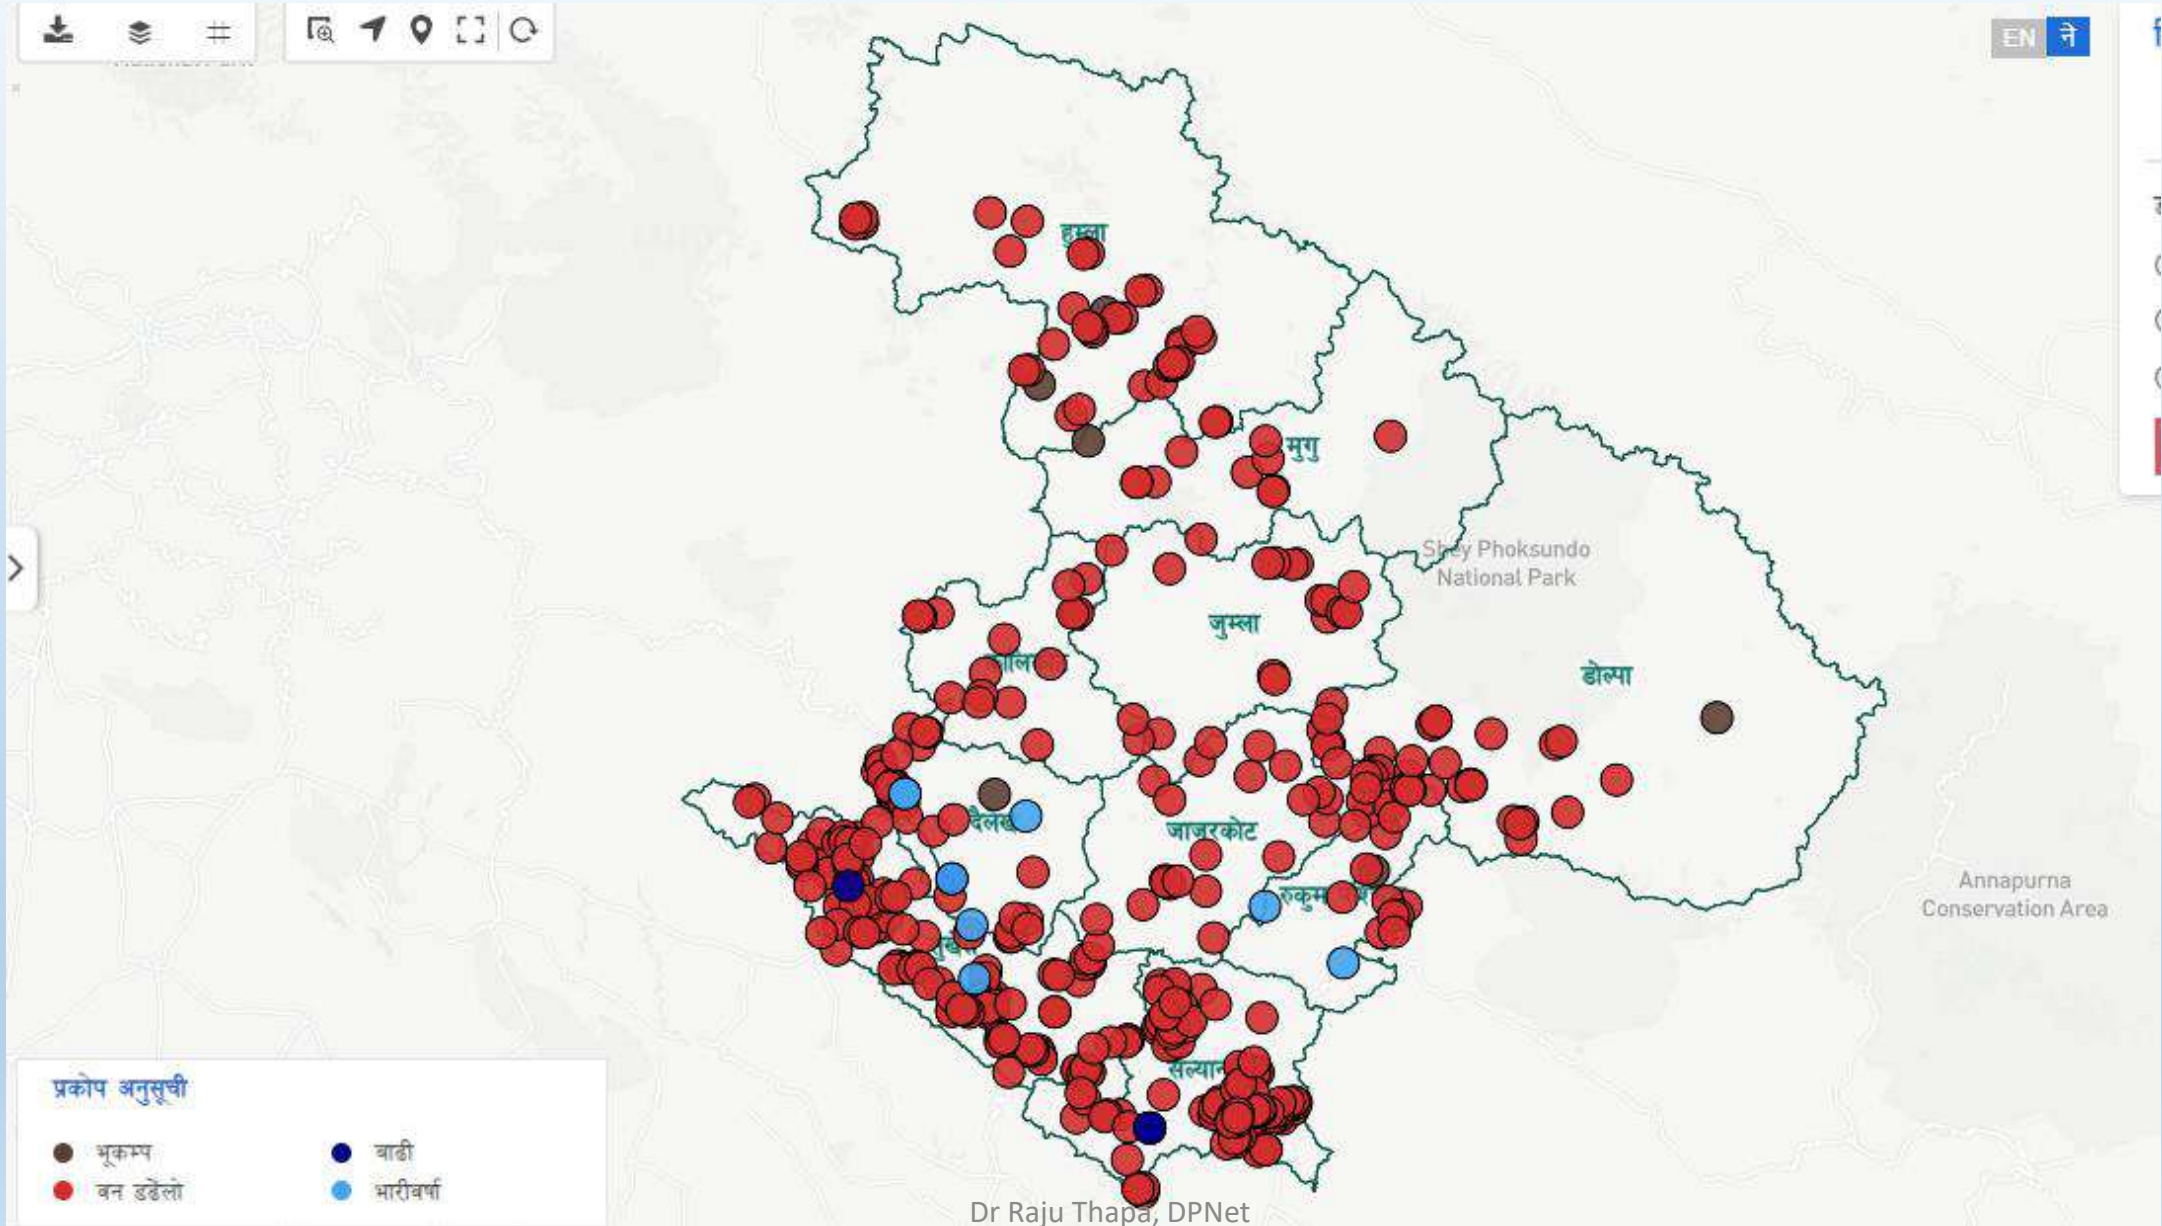 EN ने
हुम्ला
मुगु
Shey Phoksundo
National Park
जुम्ला
डोल्पा
जाजरकोट
Annapurna
Conservation Area
प्रकोप अनुसूची
भूकम्प
बाढी
वन डढेंलो
भारीवर्षा
Dr Raju Thapa, DPNet